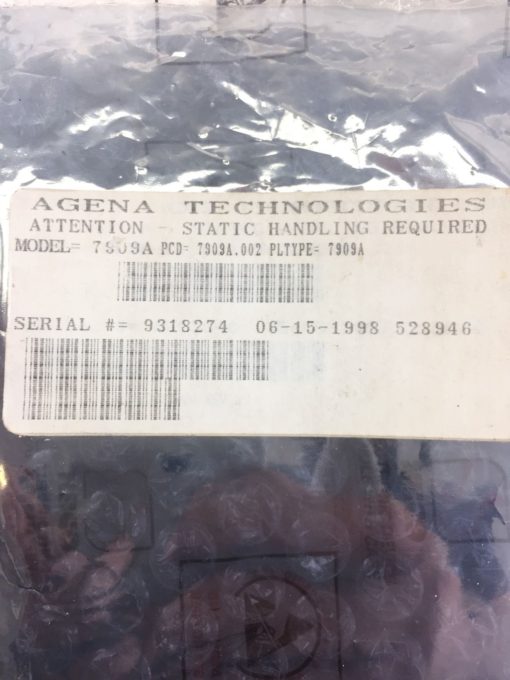 AGENA TECHNOLOGIES
ATTENTION - STATIC HANDLING REQUIRED
MODEL= 7909A PCD= 7909A.002 PLTYPE= 7909A
SERIAL #= 9318274 06-15-1998 528946